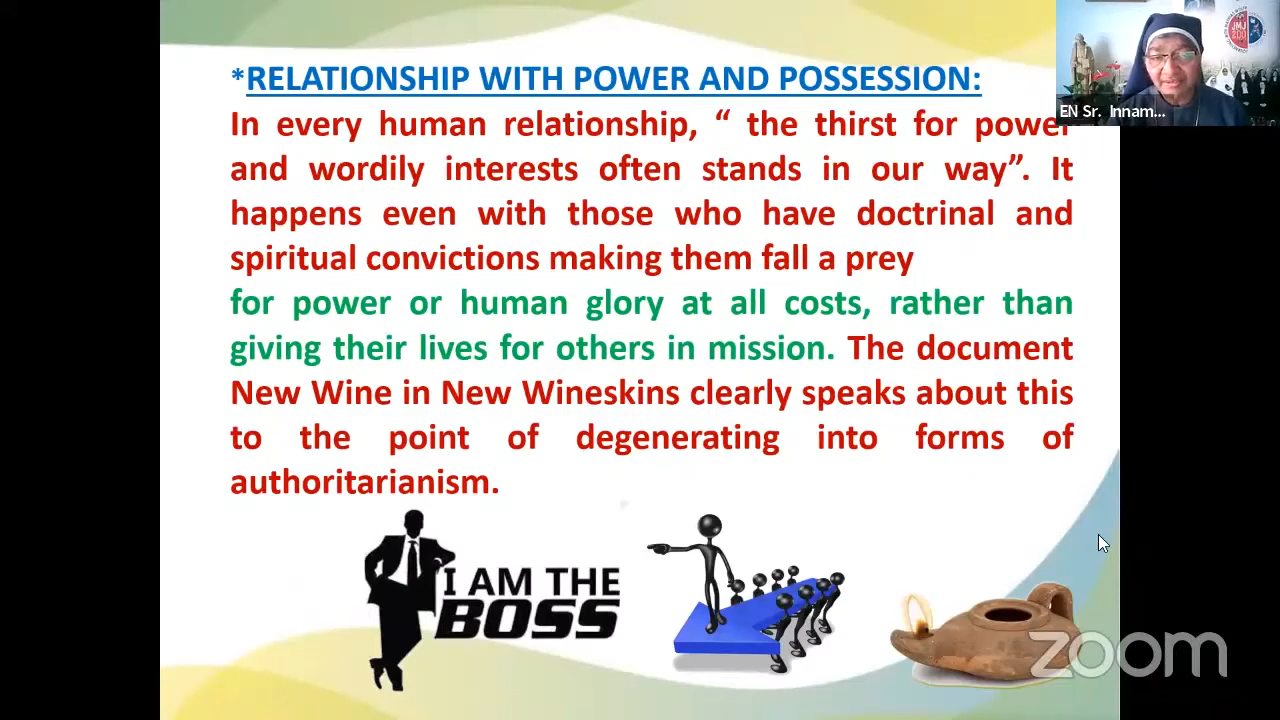 *RELATIONSHIP WITH POWER AND POSSESSION:
In every human relationship, “ the thirst for power
and wordily interests often stands in our way”. It
happens even with those who have doctrinal and
spiritual convictions making them fall a prey
for power or human glory at all costs, rather than
giving their lives for others in mission. The document
New Wine in New Wineskins clearly speaks about this
to the point of degenerating into forms of
authoritarianism.
I AM THE
BOSS
EN Sr. Innam...
JMJ
200
zoom